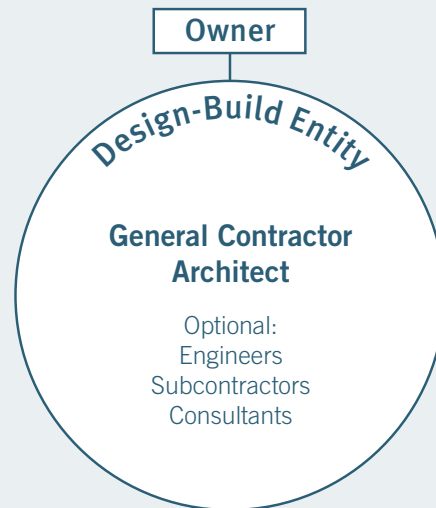 Owner
Design-Build Entity
General Contractor
Architect
Optional:
Engineers
Subcontractors
Consultants